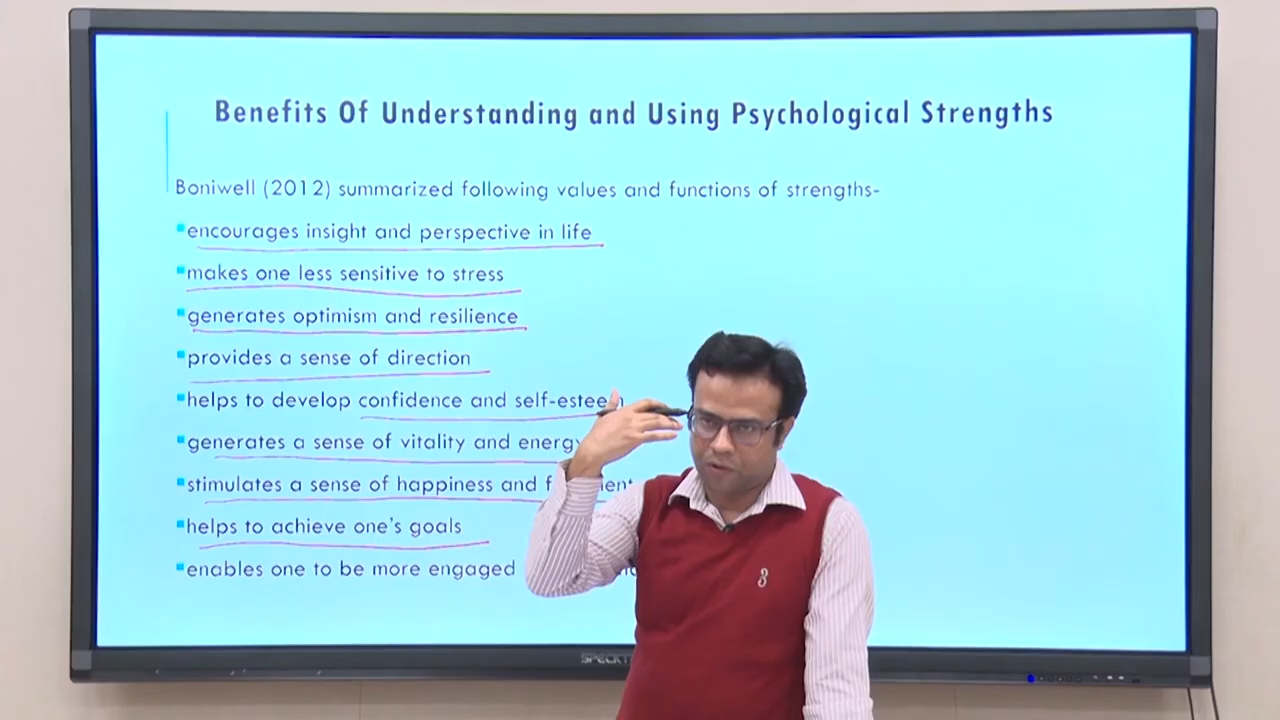 Benefits Of Understanding and Using Psychological Strengths
Boniwell (2012) summarized following values and functions of strengths-
▪encourages insight and perspective in life
▪makes one less sensitive to stress
▪generates optimism and resilience
▪provides a sense of direction
▪helps to develop confidence and self-esteem
▪generates a sense of vitality and energy
▪stimulates a sense of happiness and
▪helps to achieve one's goals
▪enables one to be more engaged